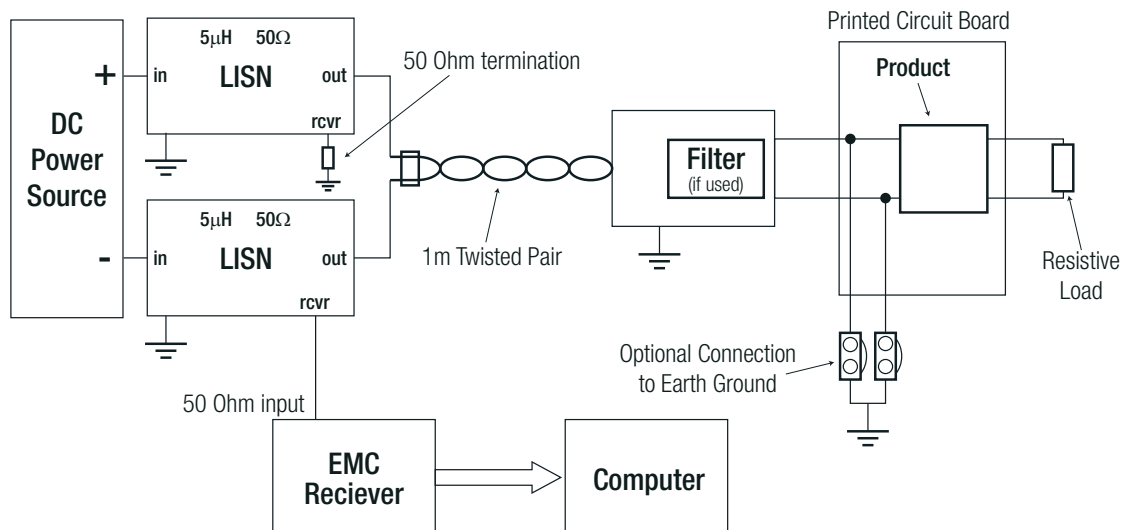 Printed Circuit Board
5µH 50Ω
LISN
in
out
rcvr
50 Ohm termination
Product
+
DC
Power
Source
-
Filter
(if used)
5µH 50Ω
LISN
in
out
rcvr
1m Twisted Pair
Resistive
Load
Optional Connection
to Earth Ground
50 Ohm input
EMC
Reciever
Computer